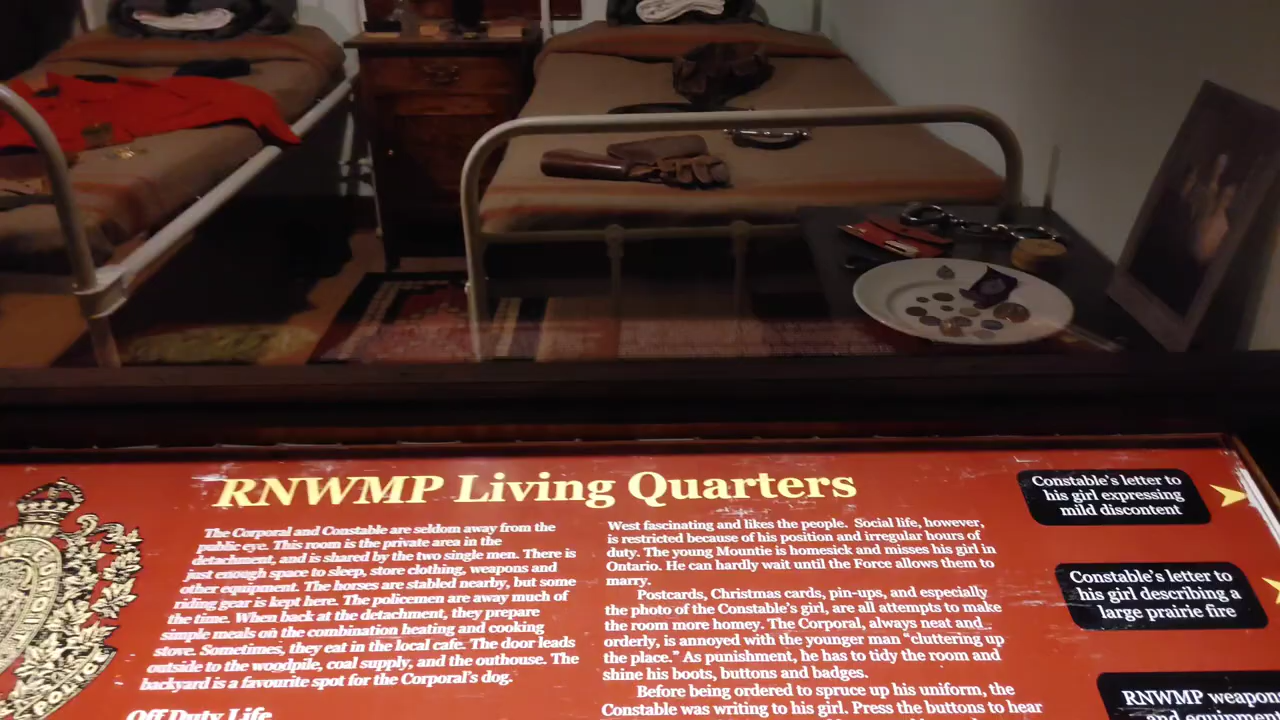 RNWMP Living Quarters
The Corporal and Constable are seldom away from the
public eye. This room is the private area in the
detachment, and is shared by the two single men. There is
just enough space to sleep, store clothing, weapons and
other equipment. The horses are stabled nearby, but some
riding gear is kept here. The policemen are away much of
the time. When back at the detachment, they prepare
simple meals on the combination heating and cooking
stove. Sometimes, they eat in the local cafe. The door leads
outside to the woodpile, coal supply, and the outhouse. The
backyard is a favourite spot for the Corporal's dog.
Off Duty Life
West fascinating and likes the people. Social life, however,
is restricted because of his position and irregular hours of
duty. The young Mountie is homesick and misses his girl in
Ontario. He can hardly wait until the Force allows them to
marry.
Postcards, Christmas cards, pin-ups, and especially
the photo of the Constable's girl, are all attempts to make
the room more homey. The Corporal, always neat and
orderly, is annoyed with the younger man "cluttering up
the place." As punishment, he has to tidy the room and
shine his boots, buttons and badges.
Before being ordered to spruce up his uniform, the
Constable was writing to his girl. Press the buttons to hear
Constable's letter to
his girl expressing
mild discontent
Constable's letter to
his girl describing a
large prairie fire
RNWMP weapons